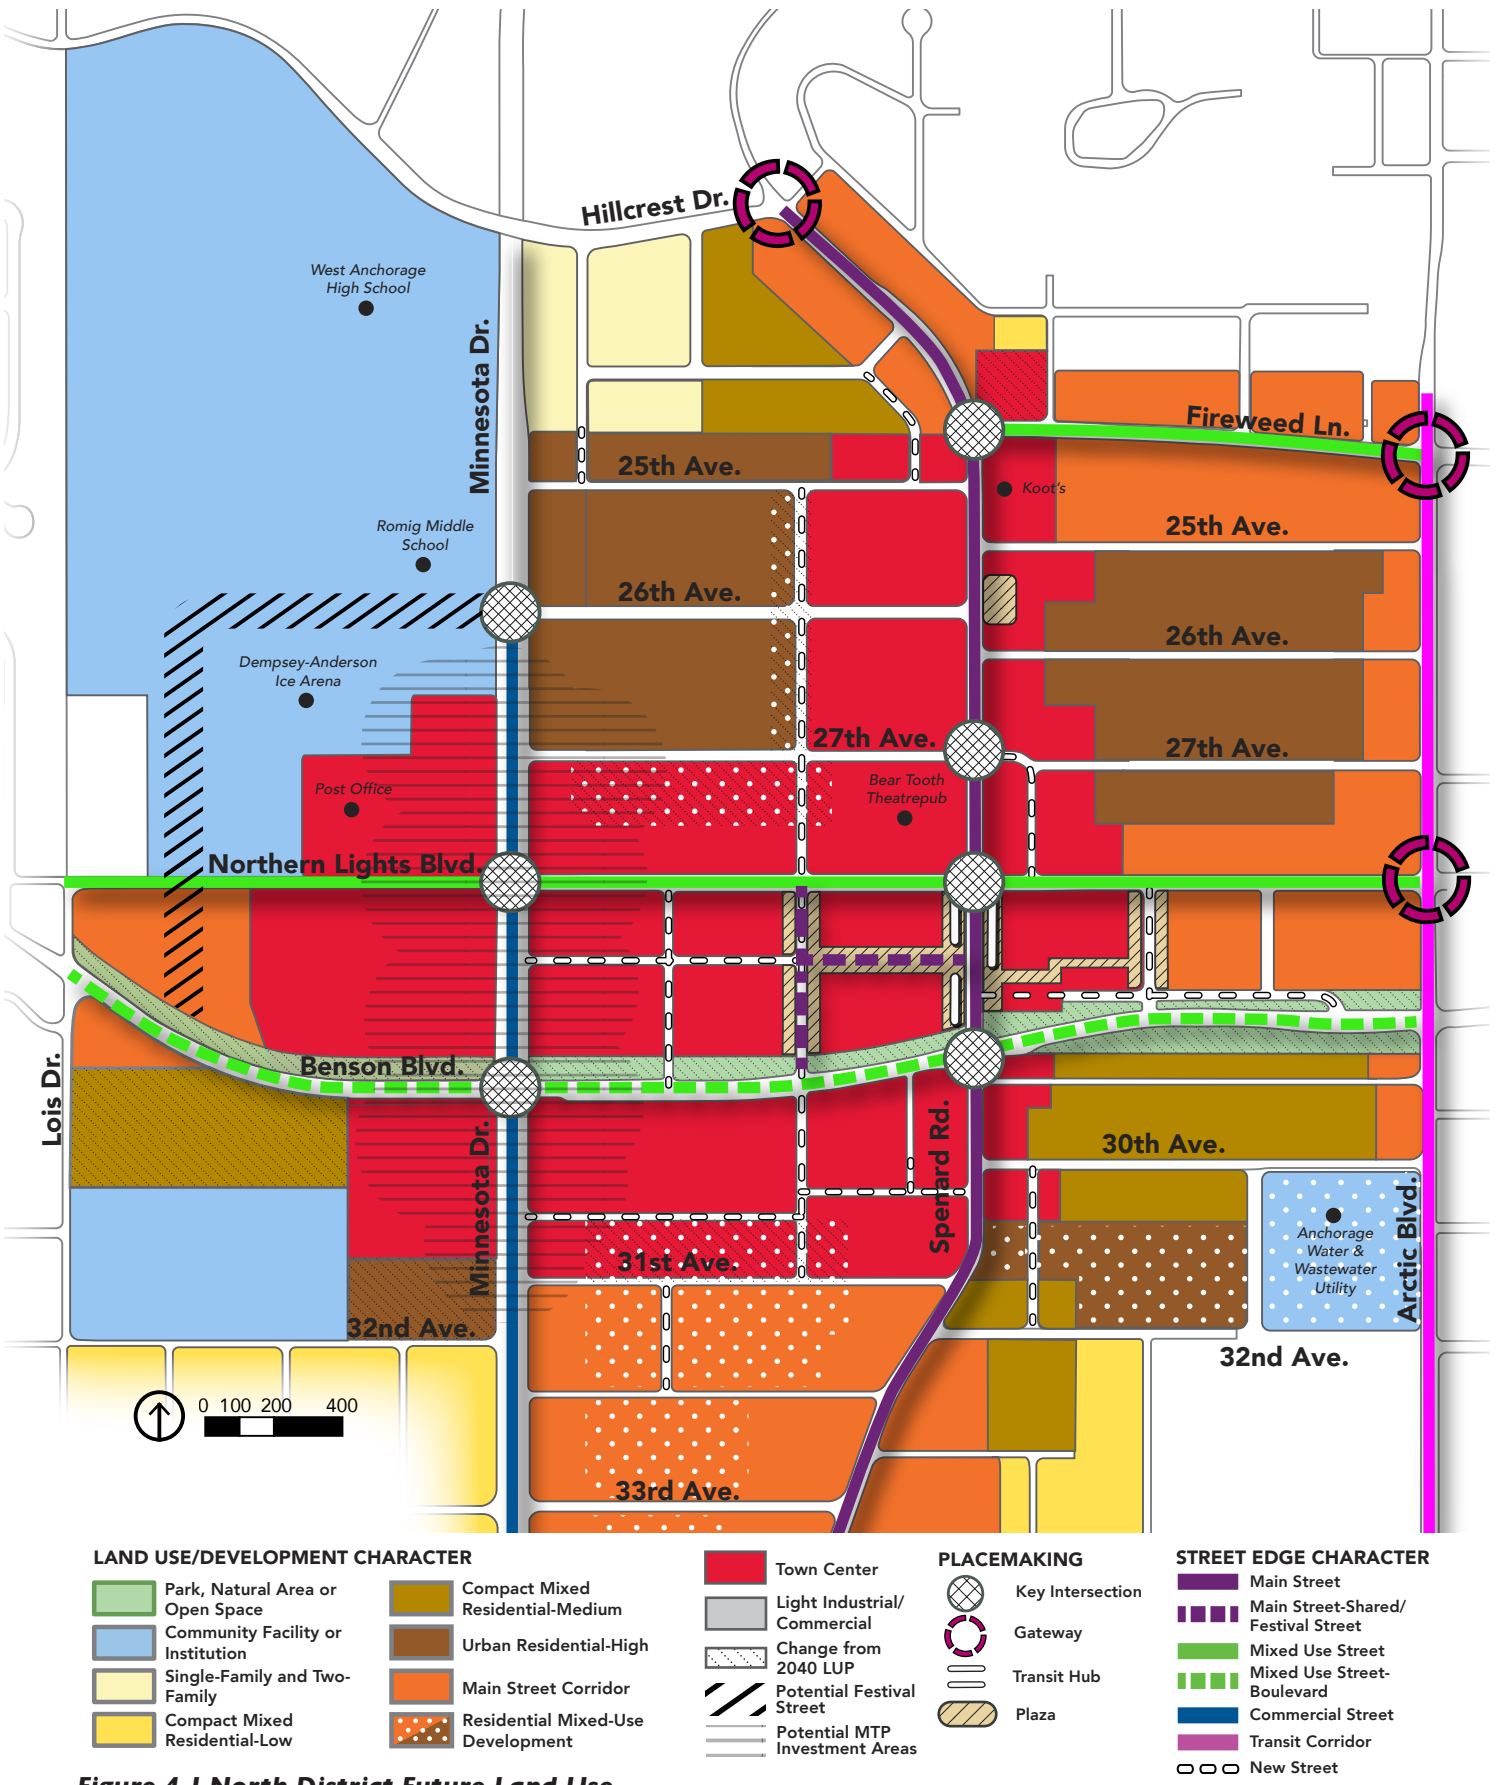 Hillcrest Dr.
West Anchorage
High School
Minnesota Dr.
Fireweed Ln.
25th Ave.
Koot's
25th Ave.
Romig Middle
School
26th Ave.
26th Ave.
Dempsey-Anderson
Ice Arena
27th Ave.
27th Ave.
Bear Tooth
Theatrepub
Post Office
Northern Lights Blvd.
Benson Blvd.
Lois Dr.
Minnesota Dr.
Spenard Rd.
30th Ave.
Arctic Blvd.
Anchorage
Water &
Wastewater
Utility
31st Ave.
32nd Ave.
32nd Ave.
0 100 200 400
33rd Ave.
LAND USE/DEVELOPMENT CHARACTER
Park, Natural Area or
Open Space
Community Facility or
Institution
Single-Family and Two-
Family
Compact Mixed
Residential-Low
Compact Mixed
Residential-Medium
Urban Residential-High
Main Street Corridor
Residential Mixed-Use
Development
Town Center
Light Industrial/
Commercial
Change from
2040 LUP
Potential Festival
Street
Potential MTP
Investment Areas
PLACEMAKING
Key Intersection
Gateway
Transit Hub
Plaza
STREET EDGE CHARACTER
Main Street
Main Street-Shared/
Festival Street
Mixed Use Street
Mixed Use Street-
Boulevard
Commercial Street
Transit Corridor
New Street
North District Future Land Use